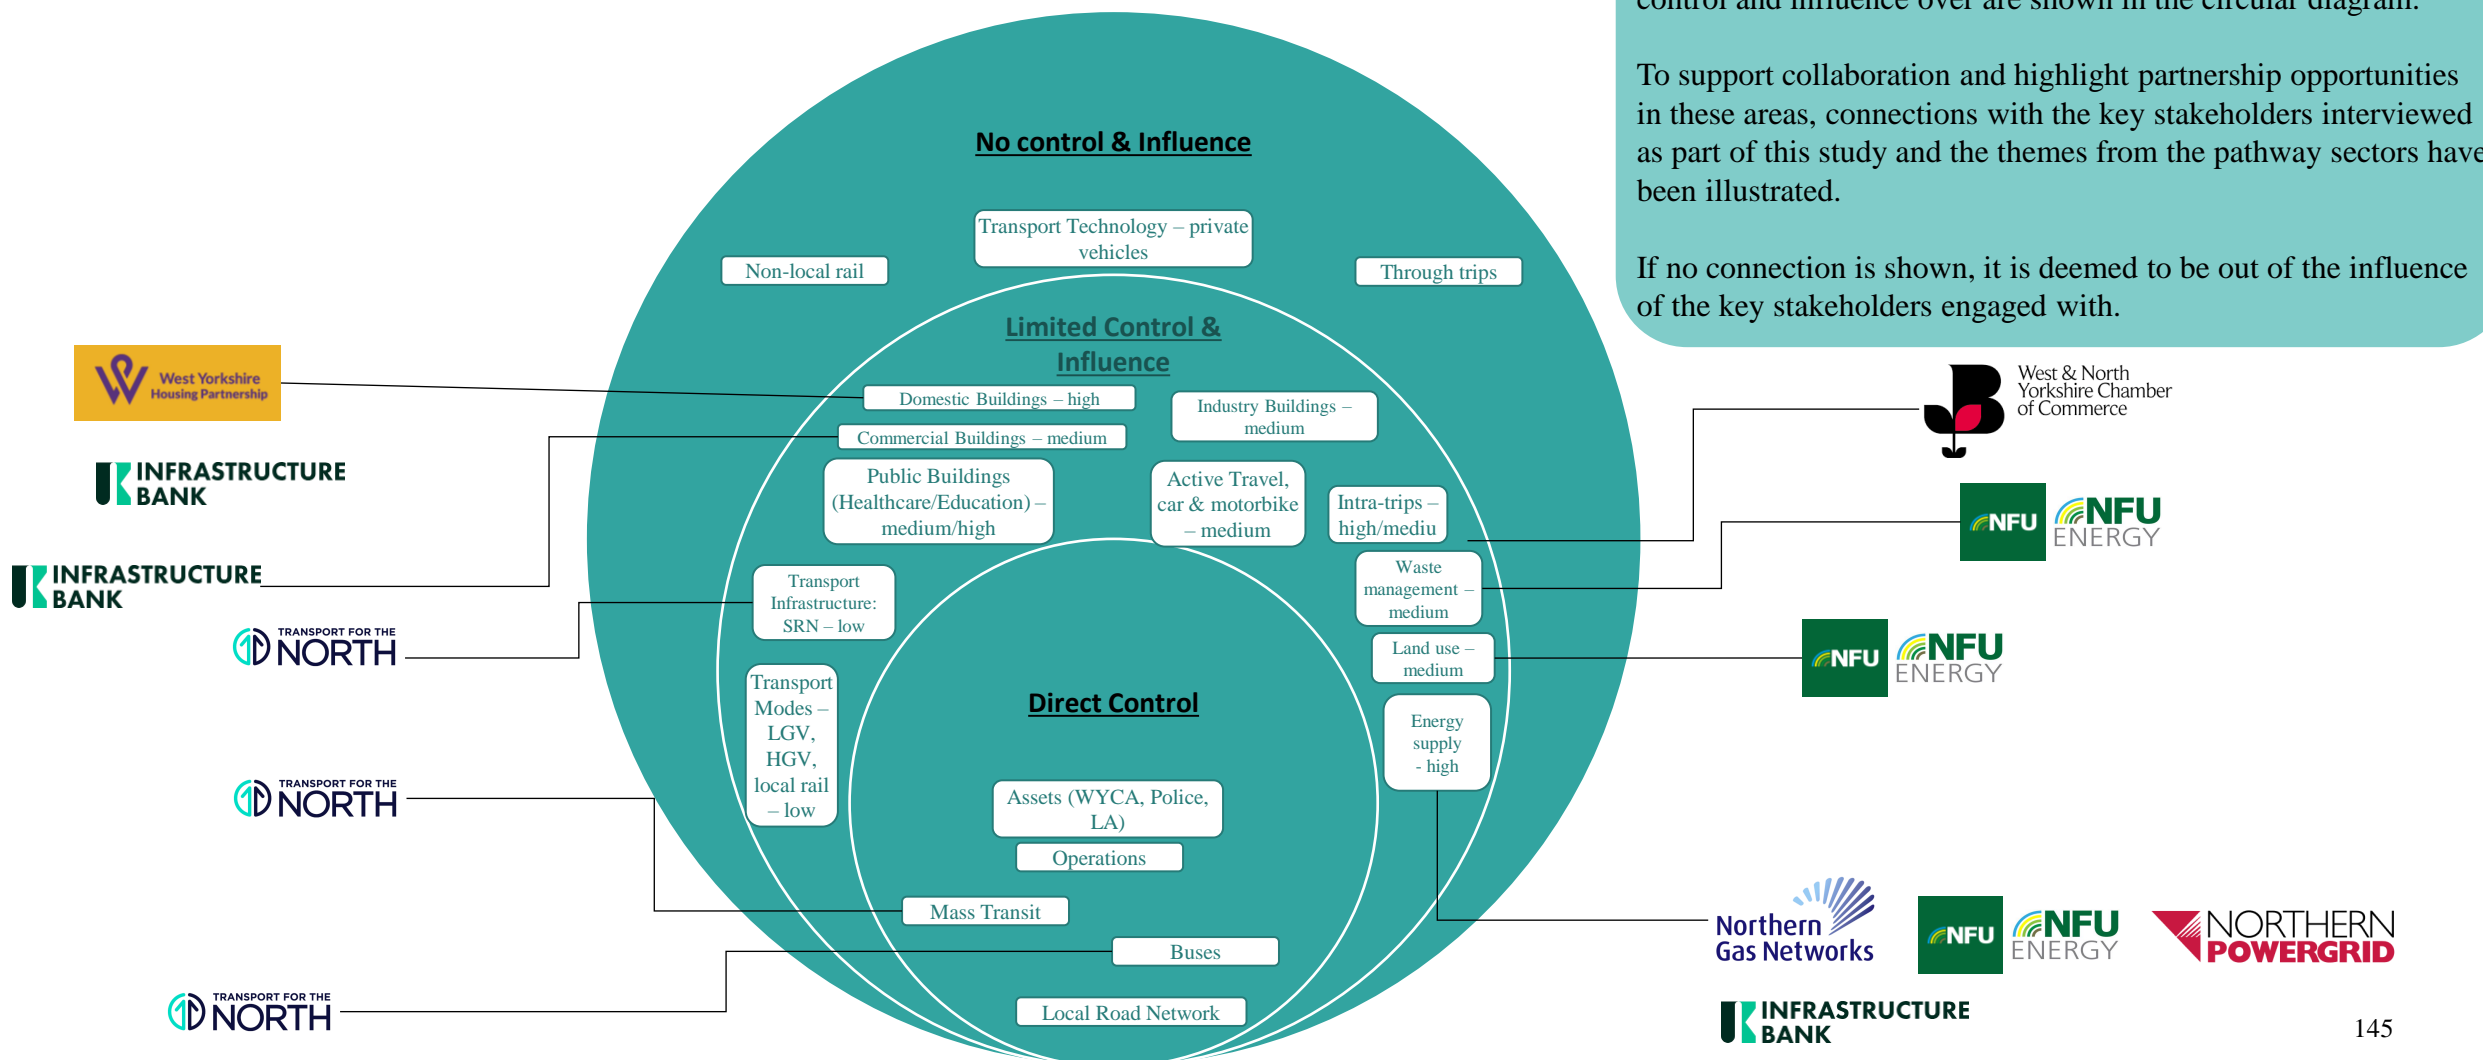 control and influence over are shown in the circular diagram.
To support collaboration and highlight partnership opportunities
in these areas, connections with the key stakeholders interviewed
as part of this study and the themes from the pathway sectors have
been illustrated.
If no connection is shown, it is deemed to be out of the influence
of the key stakeholders engaged with.
No control & Influence
Transport Technology – private
vehicles
Non-local rail
Through trips
Limited Control &
Influence
Domestic Buildings – high
Industry Buildings –
medium
Commercial Buildings – medium
Public Buildings
(Healthcare/Education) –
medium/high
Active Travel,
car & motorbike
– medium
Intra-trips –
high/mediu
Transport
Infrastructure:
SRN – low
Waste
management –
medium
Land use –
medium
Transport
Modes –
LGV,
HGV,
local rail
– low
Energy
supply
- high
Direct Control
Assets (WYCA, Police,
LA)
Operations
Mass Transit
Buses
Local Road Network
West Yorkshire
Housing Partnership
UK INFRASTRUCTURE
BANK
UK INFRASTRUCTURE
BANK
TRANSPORT FOR THE
NORTH
TRANSPORT FOR THE
NORTH
TRANSPORT FOR THE
NORTH
West & North
Yorkshire Chamber
of Commerce
NFU
NFU
ENERGY
NFU
NFU
ENERGY
Northern
Gas Networks
NFU
NFU
ENERGY
NORTHERN
POWERGRID
UK INFRASTRUCTURE
BANK
145